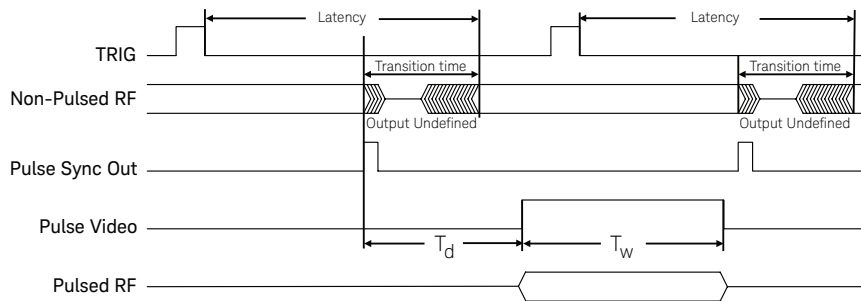 Latency
Latency
TRIG
Transition time
Transition time
Non-Pulsed RF
Output Undefined
Output Undefined
Pulse Sync Out
Pulse Video
Td
Tw
Pulsed RF